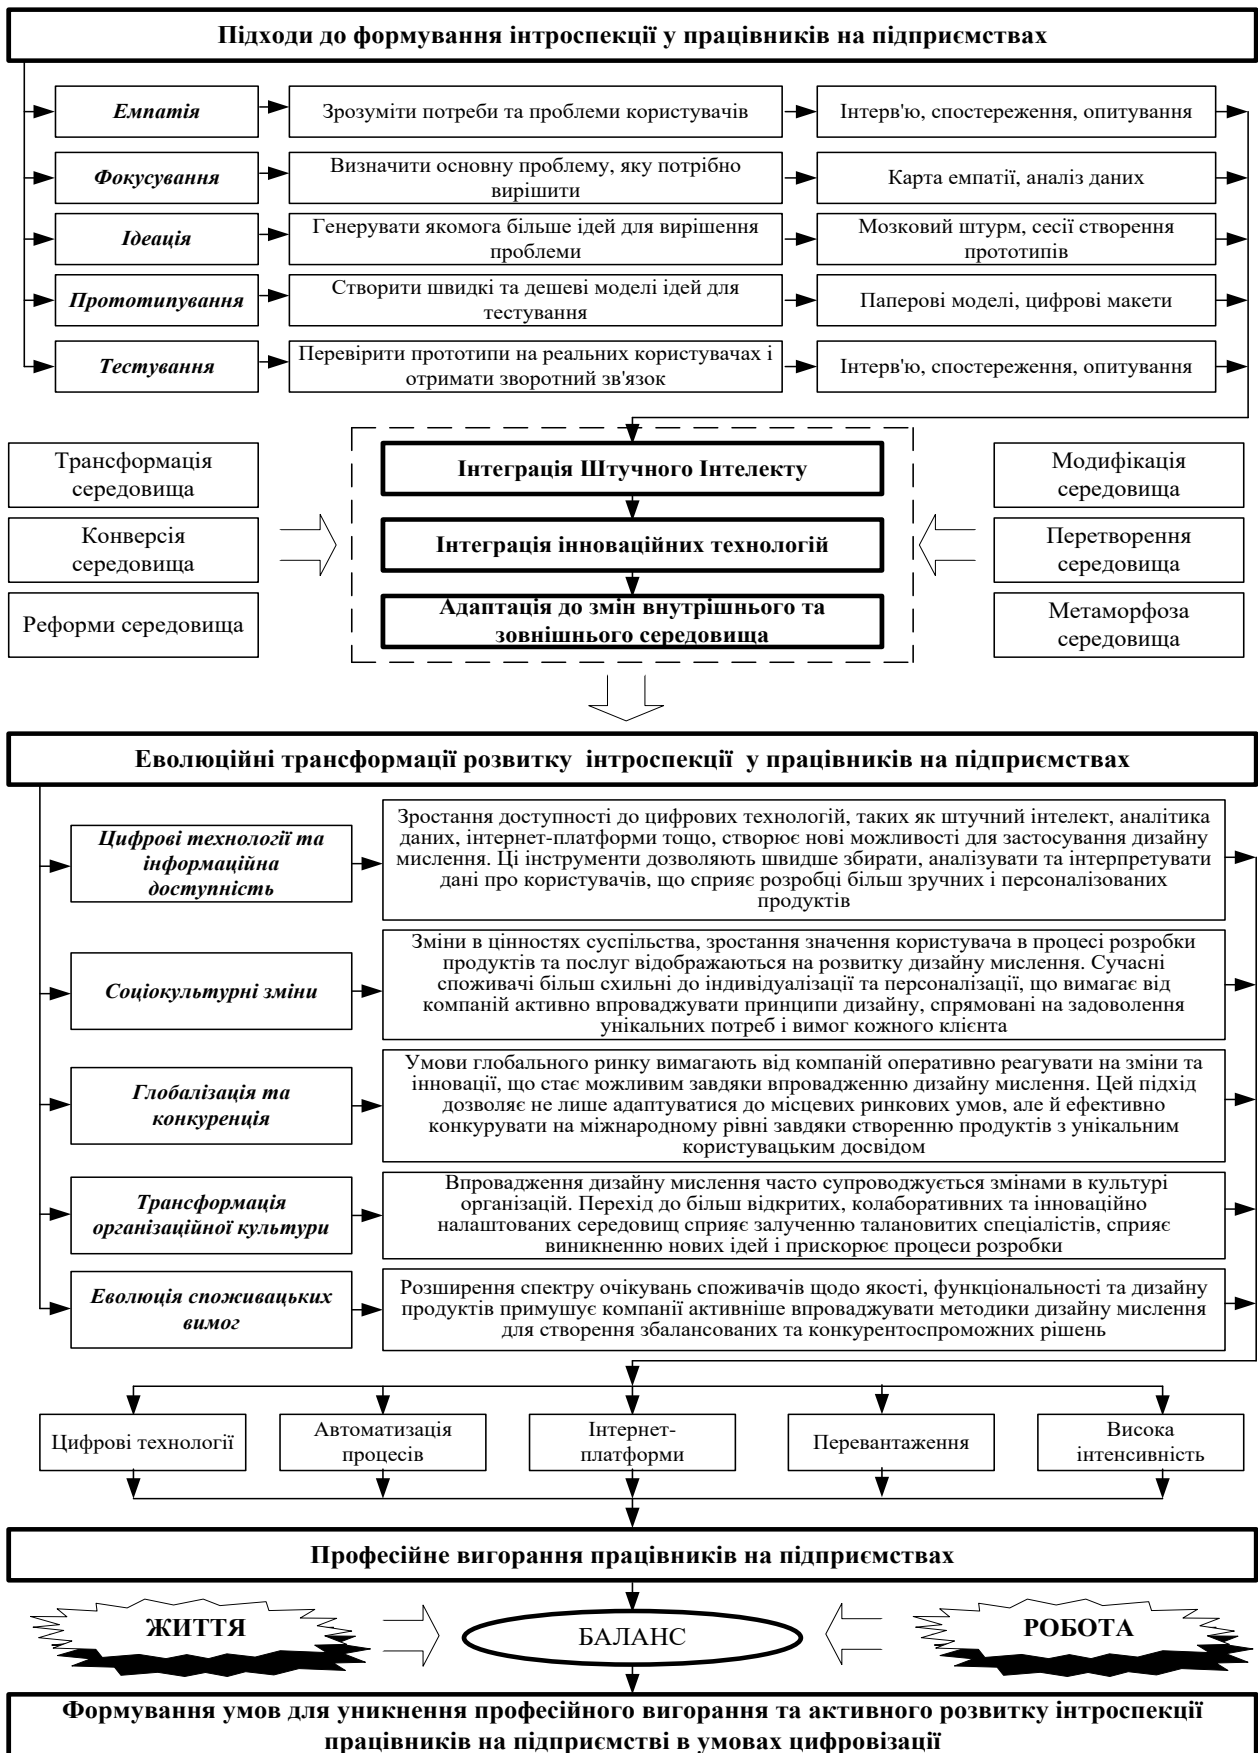 Підходи до формування інтроспекції у працівників на підприємствах
Емпатія
Зрозуміти потреби та проблеми користувачів
Інтерв'ю, спостереження, опитування
Фокусування
Визначити основну проблему, яку потрібно
вирішити
Карта емпатії, аналіз даних
Ідеація
Генерувати якомога більше ідей для вирішення
проблеми
Мозковий штурм, сесії створення
прототипів
Прототипування
Створити швидкі та дешеві моделі ідей для
тестування
Паперові моделі, цифрові макети
Тестування
Перевірити прототипи на реальних користувачах і
отримати зворотний зв'язок
Інтерв'ю, спостереження, опитування
Трансформація
середовища
Конверсія
середовища
Реформи середовища
Інтеграція Штучного Інтелекту
Інтеграція інноваційних технологій
Адаптація до змін внутрішнього та
зовнішнього середовища
Модифікація
середовища
Перетворення
середовища
Метаморфоза
середовища
Еволюційні трансформації розвитку інтроспекції у працівників на підприємствах
Цифрові технології та
інформаційна
доступність
Зростання доступності до цифрових технологій, таких як штучний інтелект, аналітика
даних, інтернет-платформи тощо, створює нові можливості для застосування дизайну
мислення. Ці інструменти дозволяють швидше збирати, аналізувати та інтерпретувати
дані про користувачів, що сприяє розробці більш зручних і персоналізованих
продуктів
Соціокультурні зміни
Зміни в цінностях суспільства, зростання значення користувача в процесі розробки
продуктів та послуг відображаються на розвитку дизайну мислення. Сучасні
споживачі більш схильні до індивідуалізації та персоналізації, що вимагає від
компаній активно впроваджувати принципи дизайну, спрямовані на задоволення
унікальних потреб і вимог кожного клієнта
Глобалізація та
конкуренція
Умови глобального ринку вимагають від компаній оперативно реагувати на зміни та
інновації, що стає можливим завдяки впровадженню дизайну мислення. Цей підхід
дозволяє не лише адаптуватися до місцевих ринкових умов, але й ефективно
конкурувати на міжнародному рівні завдяки створенню продуктів з унікальним
користувацьким досвідом
Трансформація
організаційної культури
Впровадження дизайну мислення часто супроводжується змінами в культурі
організацій. Перехід до більш відкритих, колаборативних та інноваційно
налаштованих середовищ сприяє залученню талановитих спеціалістів, сприяє
виникненню нових ідей і прискорює процеси розробки
Еволюція споживацьких
вимог
Розширення спектру очікувань споживачів щодо якості, функціональності та дизайну
продуктів примушує компанії активніше впроваджувати методики дизайну мислення
для створення збалансованих та конкурентоспроможних рішень
Цифрові технології
Автоматизація
процесів
Інтернет-
платформи
Перевантаження
Висока
інтенсивність
Професійне вигорання працівників на підприємствах
ЖИТТЯ
БАЛАНС
РОБОТА
Формування умов для уникнення професійного вигорання та активного розвитку інтроспекції
працівників на підприємстві в умовах цифровізації